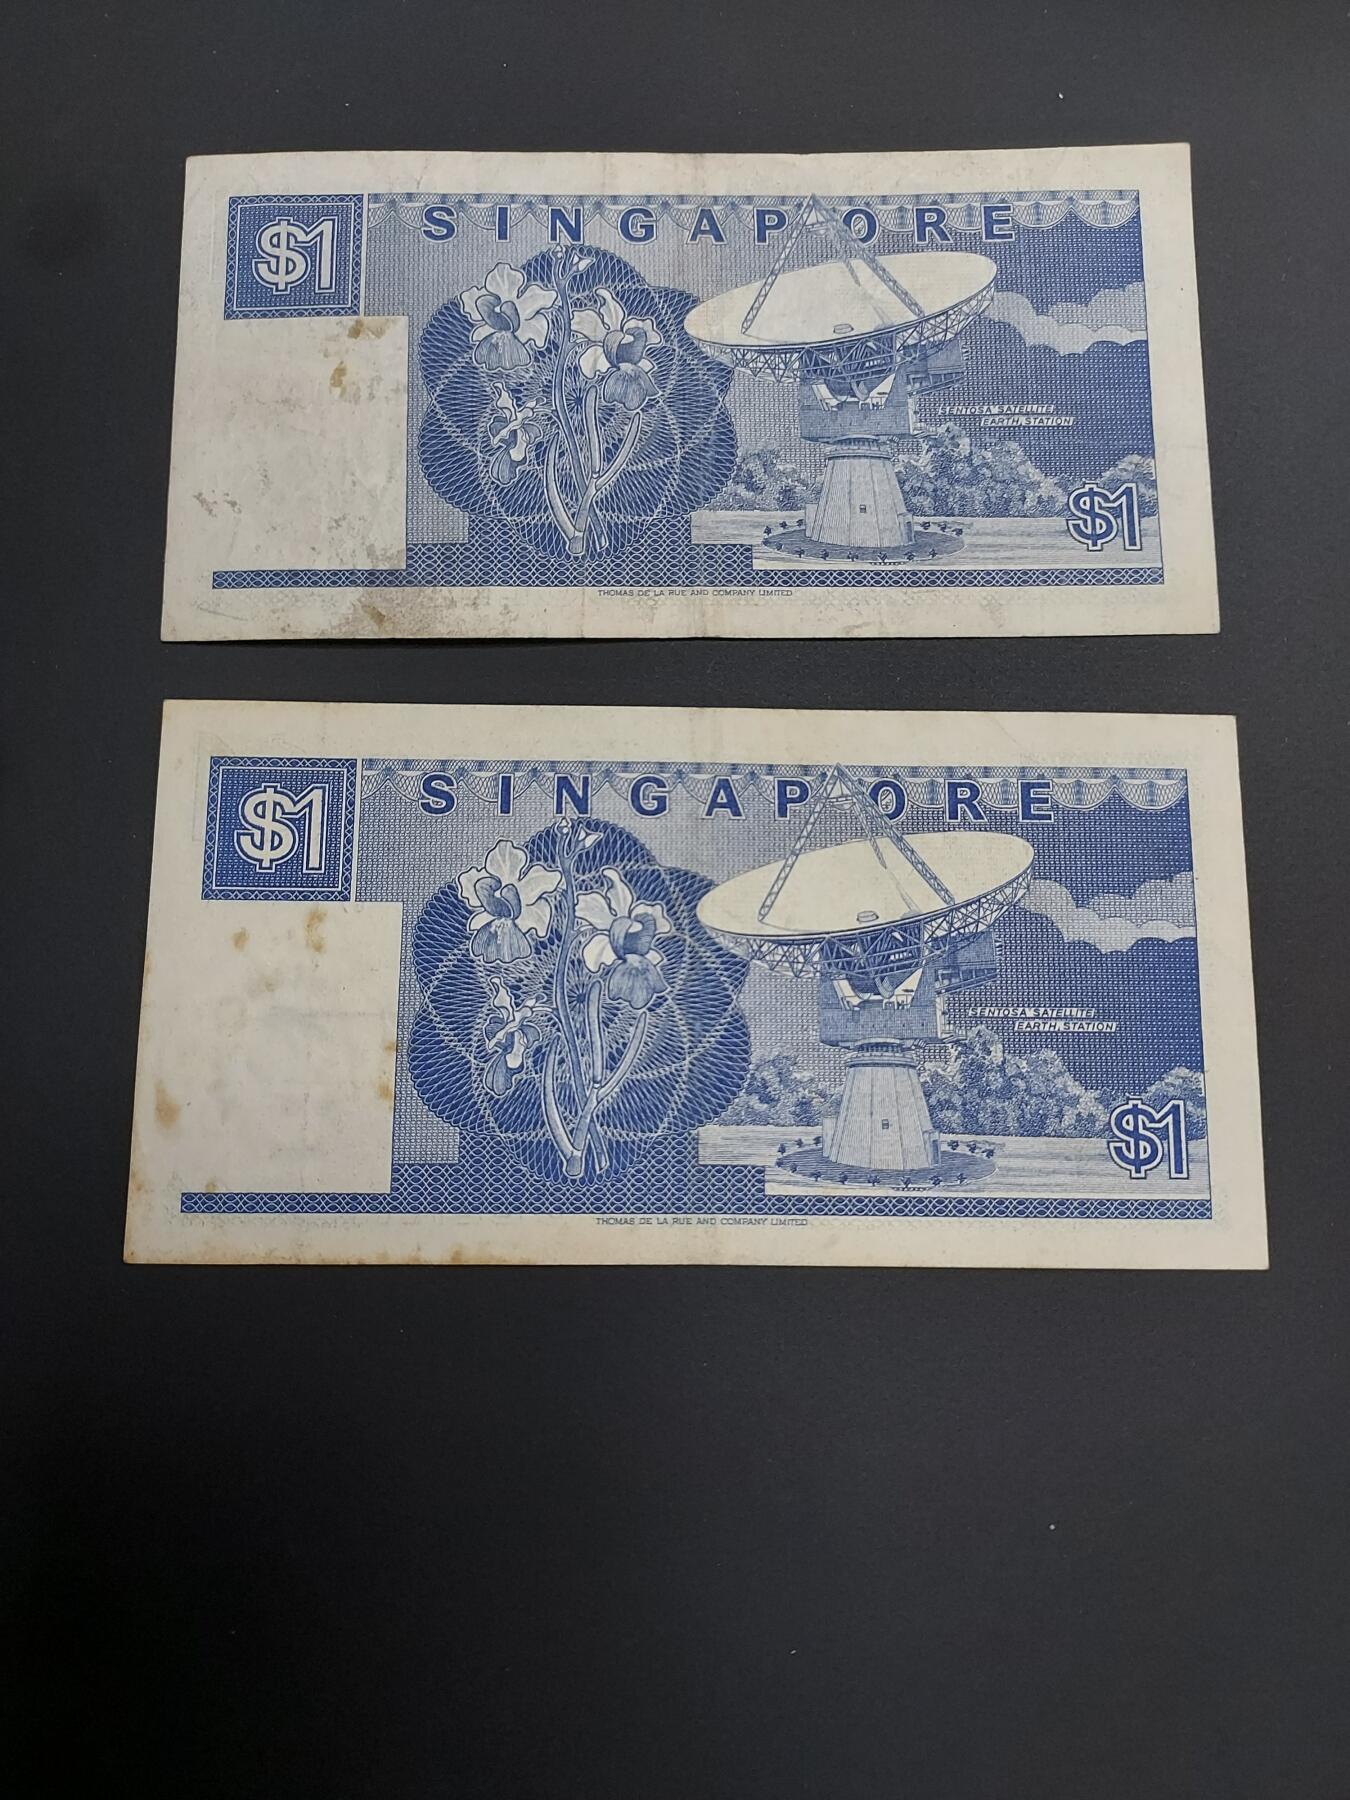 $1
SINGAPORE
SENTOSA SATELLITE
EARTH STATION
$1
THOMAS DE LA RUE AND COMPANY LIMITED
$1
SINGAPORE
SENTOSA SATELLITE
EARTH STATION
$1
THOMAS DE LA RUE AND COMPANY LIMITED